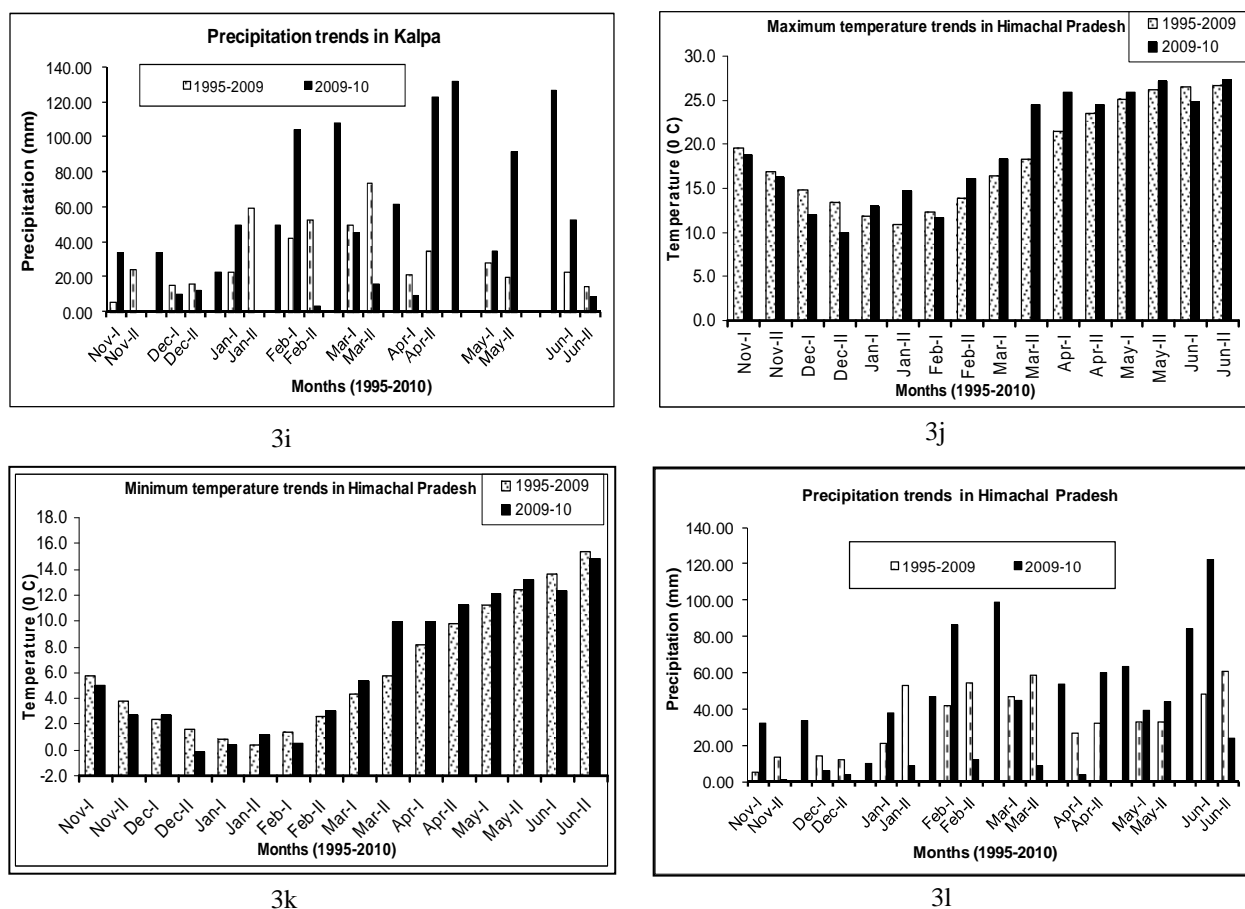 Precipitation trends in Kalpa
1995-2009
2009-10
140.00
120.00
100.00
80.00
60.00
40.00
20.00
0.00
Precipitation (mm)
Nov-I
Nov-II
Dec-I
Dec-II
Jan-I
Jan-II
Feb-I
Feb-II
Mar-I
Mar-II
Apr-I
Apr-II
May-I
May-II
Jun-I
Jun-II
Months (1995-2010)
3i
Maximum temperature trends in Himachal Pradesh
1995-2009
2009-10
30.0
25.0
20.0
15.0
10.0
5.0
0.0
Temperature (0 C)
Nov-I
Nov-II
Dec-I
Dec-II
Jan-I
Jan-II
Feb-I
Feb-II
Mar-I
Mar-II
Apr-I
Apr-II
May-I
May-II
Jun-I
Jun-II
Months (1995-2010)
3j
Minimum temperature trends in Himachal Pradesh
1995-2009
2009-10
18.0
16.0
14.0
12.0
10.0
8.0
6.0
4.0
2.0
0.0
-2.0
Temperature (0 C)
Nov-I
Nov-II
Dec-I
Dec-II
Jan-I
Jan-II
Feb-I
Feb-II
Mar-I
Mar-II
Apr-I
Apr-II
May-I
May-II
Jun-I
Jun-II
Months (1995-2010)
3k
Precipitation trends in Himachal Pradesh
1995-2009
2009-10
140.00
120.00
100.00
80.00
60.00
40.00
20.00
0.00
Precipitation (mm)
Nov-I
Nov-II
Dec-I
Dec-II
Jan-I
Jan-II
Feb-I
Feb-II
Mar-I
Mar-II
Apr-I
Apr-II
May-I
May-II
Jun-I
Jun-II
Months (1995-2010)
3l